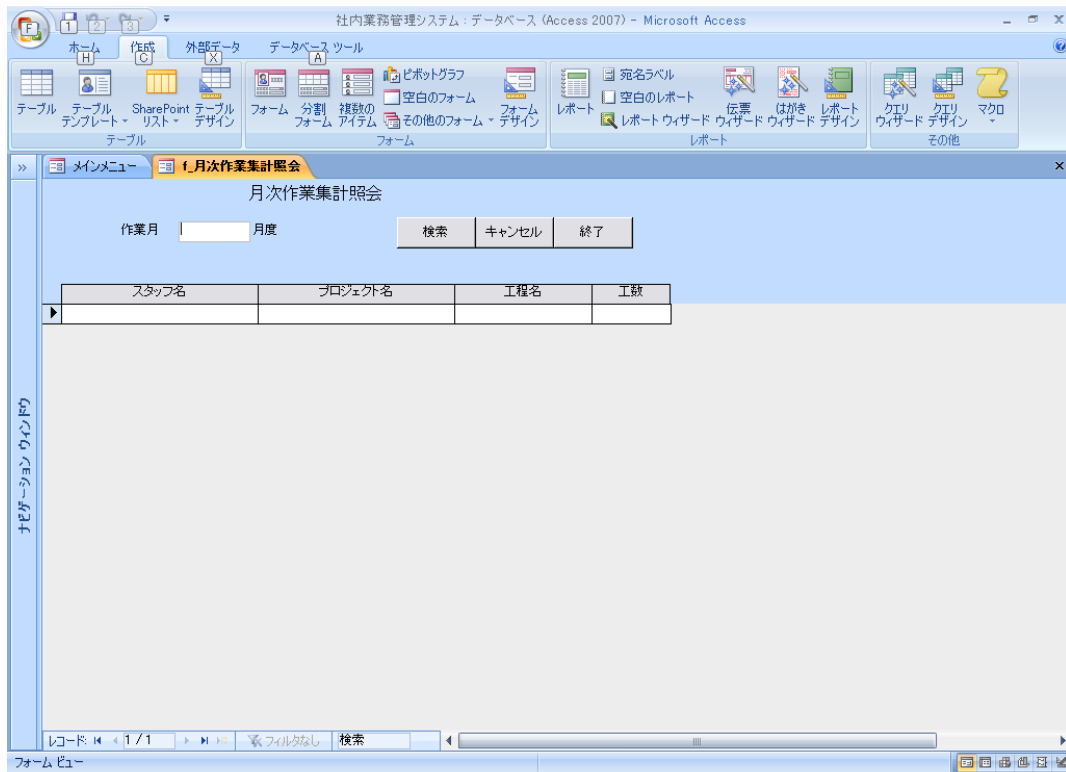 社内業務管理システム : データベース (Access 2007) - Microsoft Access
F 1 2 3
ホーム 作成 外部データ データベース ツール
H C X A
テーブル テーブル テンプレート SharePoint リスト テーブル デザイン
フォーム 分割 フォーム 複数の アイテム ピボットグラフ 空白のフォーム その他のフォーム フォーム デザイン
レポート 宛名ラベル 空白のレポート レポート ウィザード 伝票 ウィザード はがき ウィザード レポート デザイン
クエリ ウィザード クエリ デザイン マクロ
テーブル フォーム レポート その他
» メインメニュー f_月次作業集計照会 ×
月次作業集計照会
作業月 月度 検索 キャンセル 終了
スタッフ名 プロジェクト名 工程名 工数
ナビゲーション ウィンドウ
レコード: 1 / 1 フィルタなし 検索
フォーム ビュー